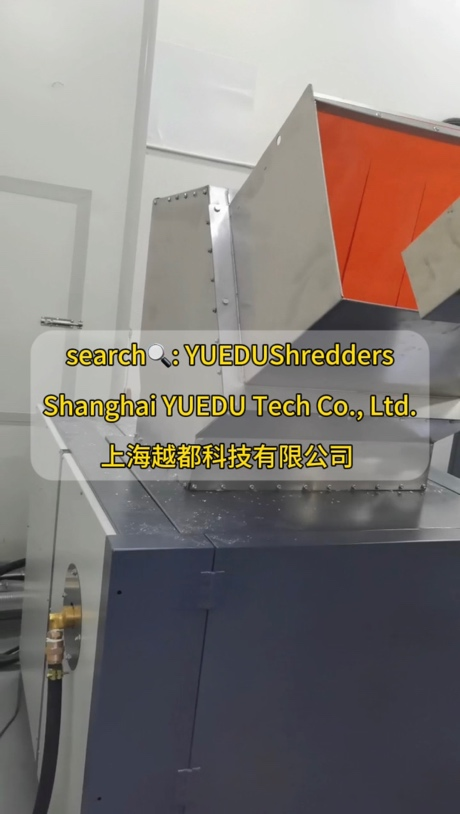 search🔍: YUEDUShredders
Shanghai YUEDU Tech Co., Ltd.
上海越都科技有限公司